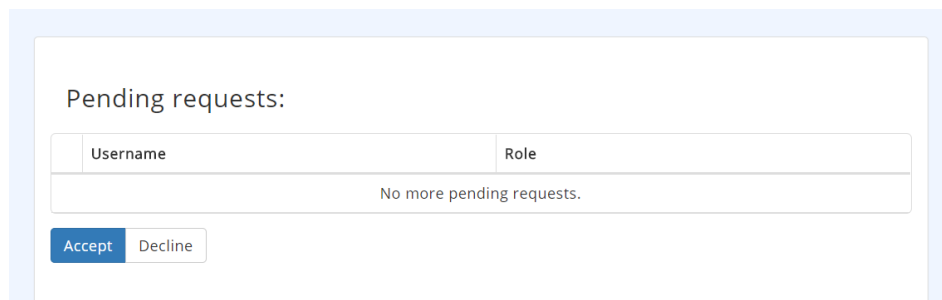 Pending requests:
Username Role
No more pending requests.
Accept Decline